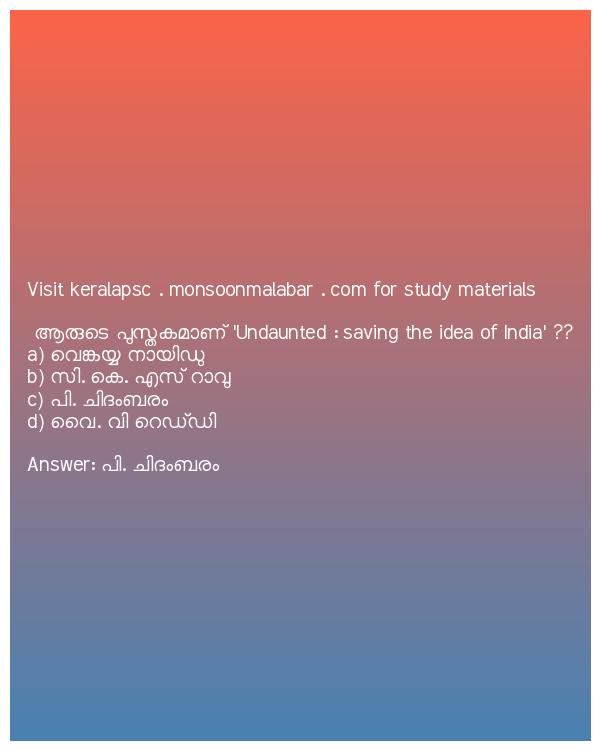 Visit keralapsc . monsoonmalabar . com for study materials
ആരുടെ പുസ്തകമാണ് 'Undaunted : saving the idea of India' ??
a) വെങ്കയ്യ നായിഡു
b) സി. കെ. എസ് റാവു
c) പി. ചിദംബരം
d) വൈ. വി റെഡ്ഡി
Answer: പി. ചിദംബരം